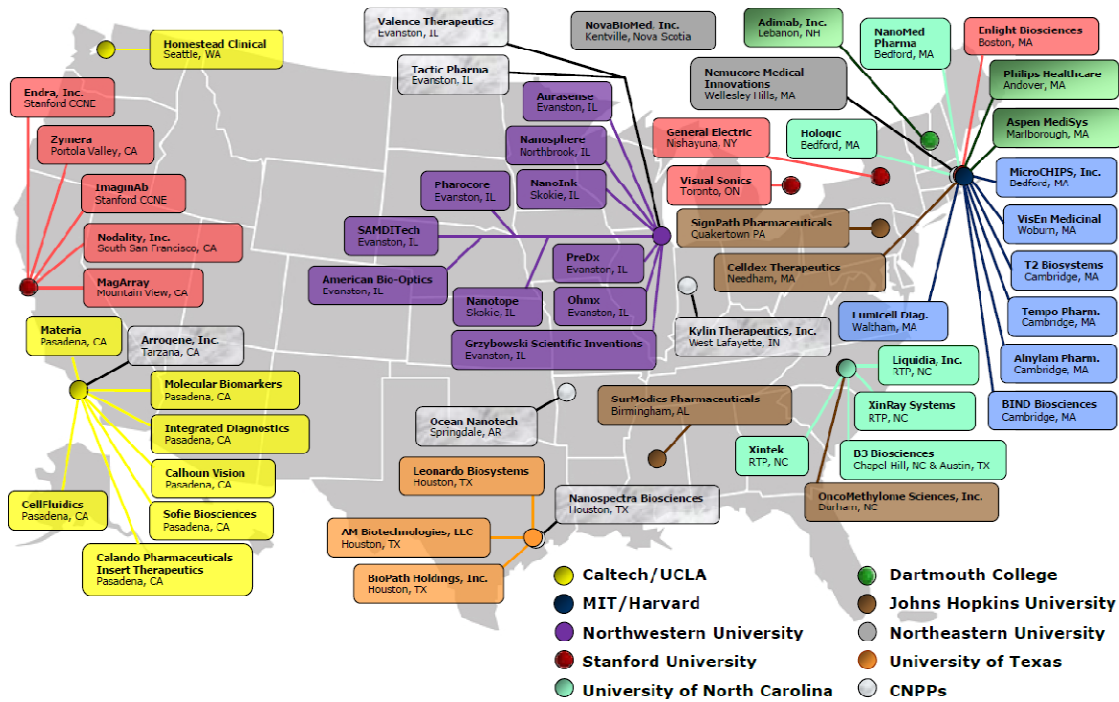 Valence Therapeutics
Evanston, IL
NovaBioMed, Inc.
Kentville, Nova Scotia
Adimab, Inc.
Lebanon, NH
NanoMed
Pharma
Bedford, MA
Enlight Biosciences
Boston, MA
Homestead Clinical
Seattle, WA
Tactic Pharma
Evanston, IL
Nemucore Medical
Innovations
Wellesley Hills, MA
Philips Healthcare
Andover, MA
Endra, Inc.
Stanford CCNE
Aurasense
Evanston, IL
Aspen MediSys
Marlborough, MA
Zymera
Portola Valley, CA
Nanosphere
Northbrook, IL
General Electric
Nishayuna, NY
Hologic
Bedford, MA
ImaginAb
Stanford CCNE
Pharocore
Evanston, IL
NanoInk
Skokie, IL
Visual Sonics
Toronto, ON
MicroCHIPS, Inc.
Bedford, MA
Nodality, Inc.
South San Francisco, CA
SAMDITech
Evanston, IL
SignPath Pharmaceuticals
Quakertown PA
VisEn Medicinal
Woburn, MA
MagArray
Mountain View, CA
American Bio-Optics
Evanston, IL
PreDx
Evanston, IL
Celldex Therapeutics
Needham, MA
T2 Biosystems
Cambridge, MA
Nanotope
Skokie, IL
Ohmx
Evanston, IL
Lumicell Diag.
Waltham, MA
Tempo Pharm.
Cambridge, MA
Materia
Pasadena, CA
Arrogene, Inc.
Tarzana, CA
Grzybowski Scientific Inventions
Evanston, IL
Kylin Therapeutics, Inc.
West Lafayette, IN
Liquidia, Inc.
RTP, NC
Alnylam Pharm.
Cambridge, MA
Molecular Biomarkers
Pasadena, CA
SurModics Pharmaceuticals
Birmingham, AL
XinRay Systems
RTP, NC
BIND Biosciences
Cambridge, MA
Integrated Diagnostics
Pasadena, CA
Ocean Nanotech
Springdale, AR
Xintek
RTP, NC
B3 Biosciences
Chapel Hill, NC & Austin, TX
Calhoun Vision
Pasadena, CA
Leonardo Biosystems
Houston, TX
Nanospectra Biosciences
Houston, TX
OncoMethylome Sciences, Inc.
Durham, NC
CellFluidics
Pasadena, CA
Sofie Biosciences
Pasadena, CA
AM Biotechnologies, LLC
Houston, TX
Calando Pharmaceuticals
Insert Therapeutics
Pasadena, CA
BioPath Holdings, Inc.
Houston, TX
Caltech/UCLA
MIT/Harvard
Northwestern University
Stanford University
University of North Carolina
Dartmouth College
Johns Hopkins University
Northeastern University
University of Texas
CNPPs